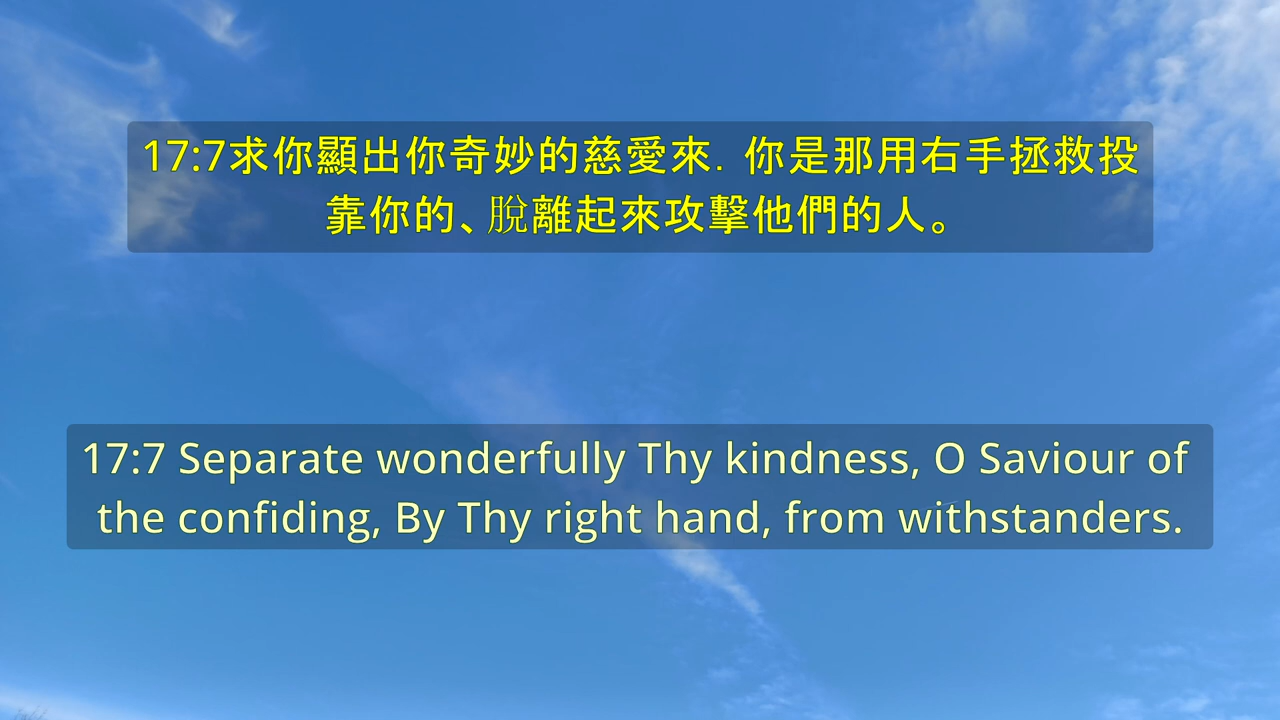 17:7求你顯出你奇妙的慈愛來．你是那用右手拯救投
靠你的、脫離起來攻擊他們的人。
17:7 Separate wonderfully Thy kindness, O Saviour of
the confiding, By Thy right hand, from withstanders.